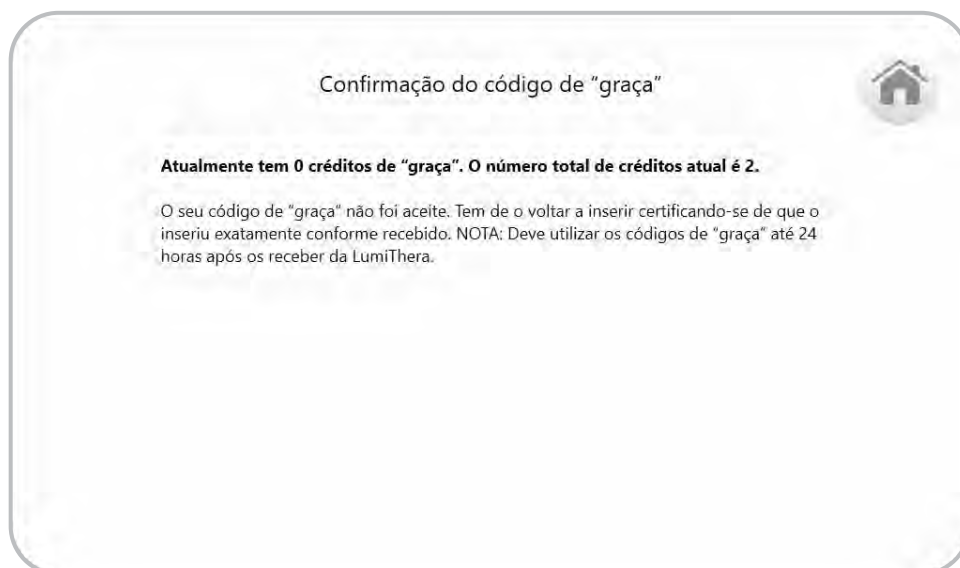 Confirmação do código de “graça”
Atualmente tem 0 créditos de “graça”. O número total de créditos atual é 2.
O seu código de “graça” não foi aceite. Tem de o voltar a inserir certificando-se de que o
inseriu exatamente conforme recebido. NOTA: Deve utilizar os códigos de “graça” até 24
horas após os receber da LumiThera.